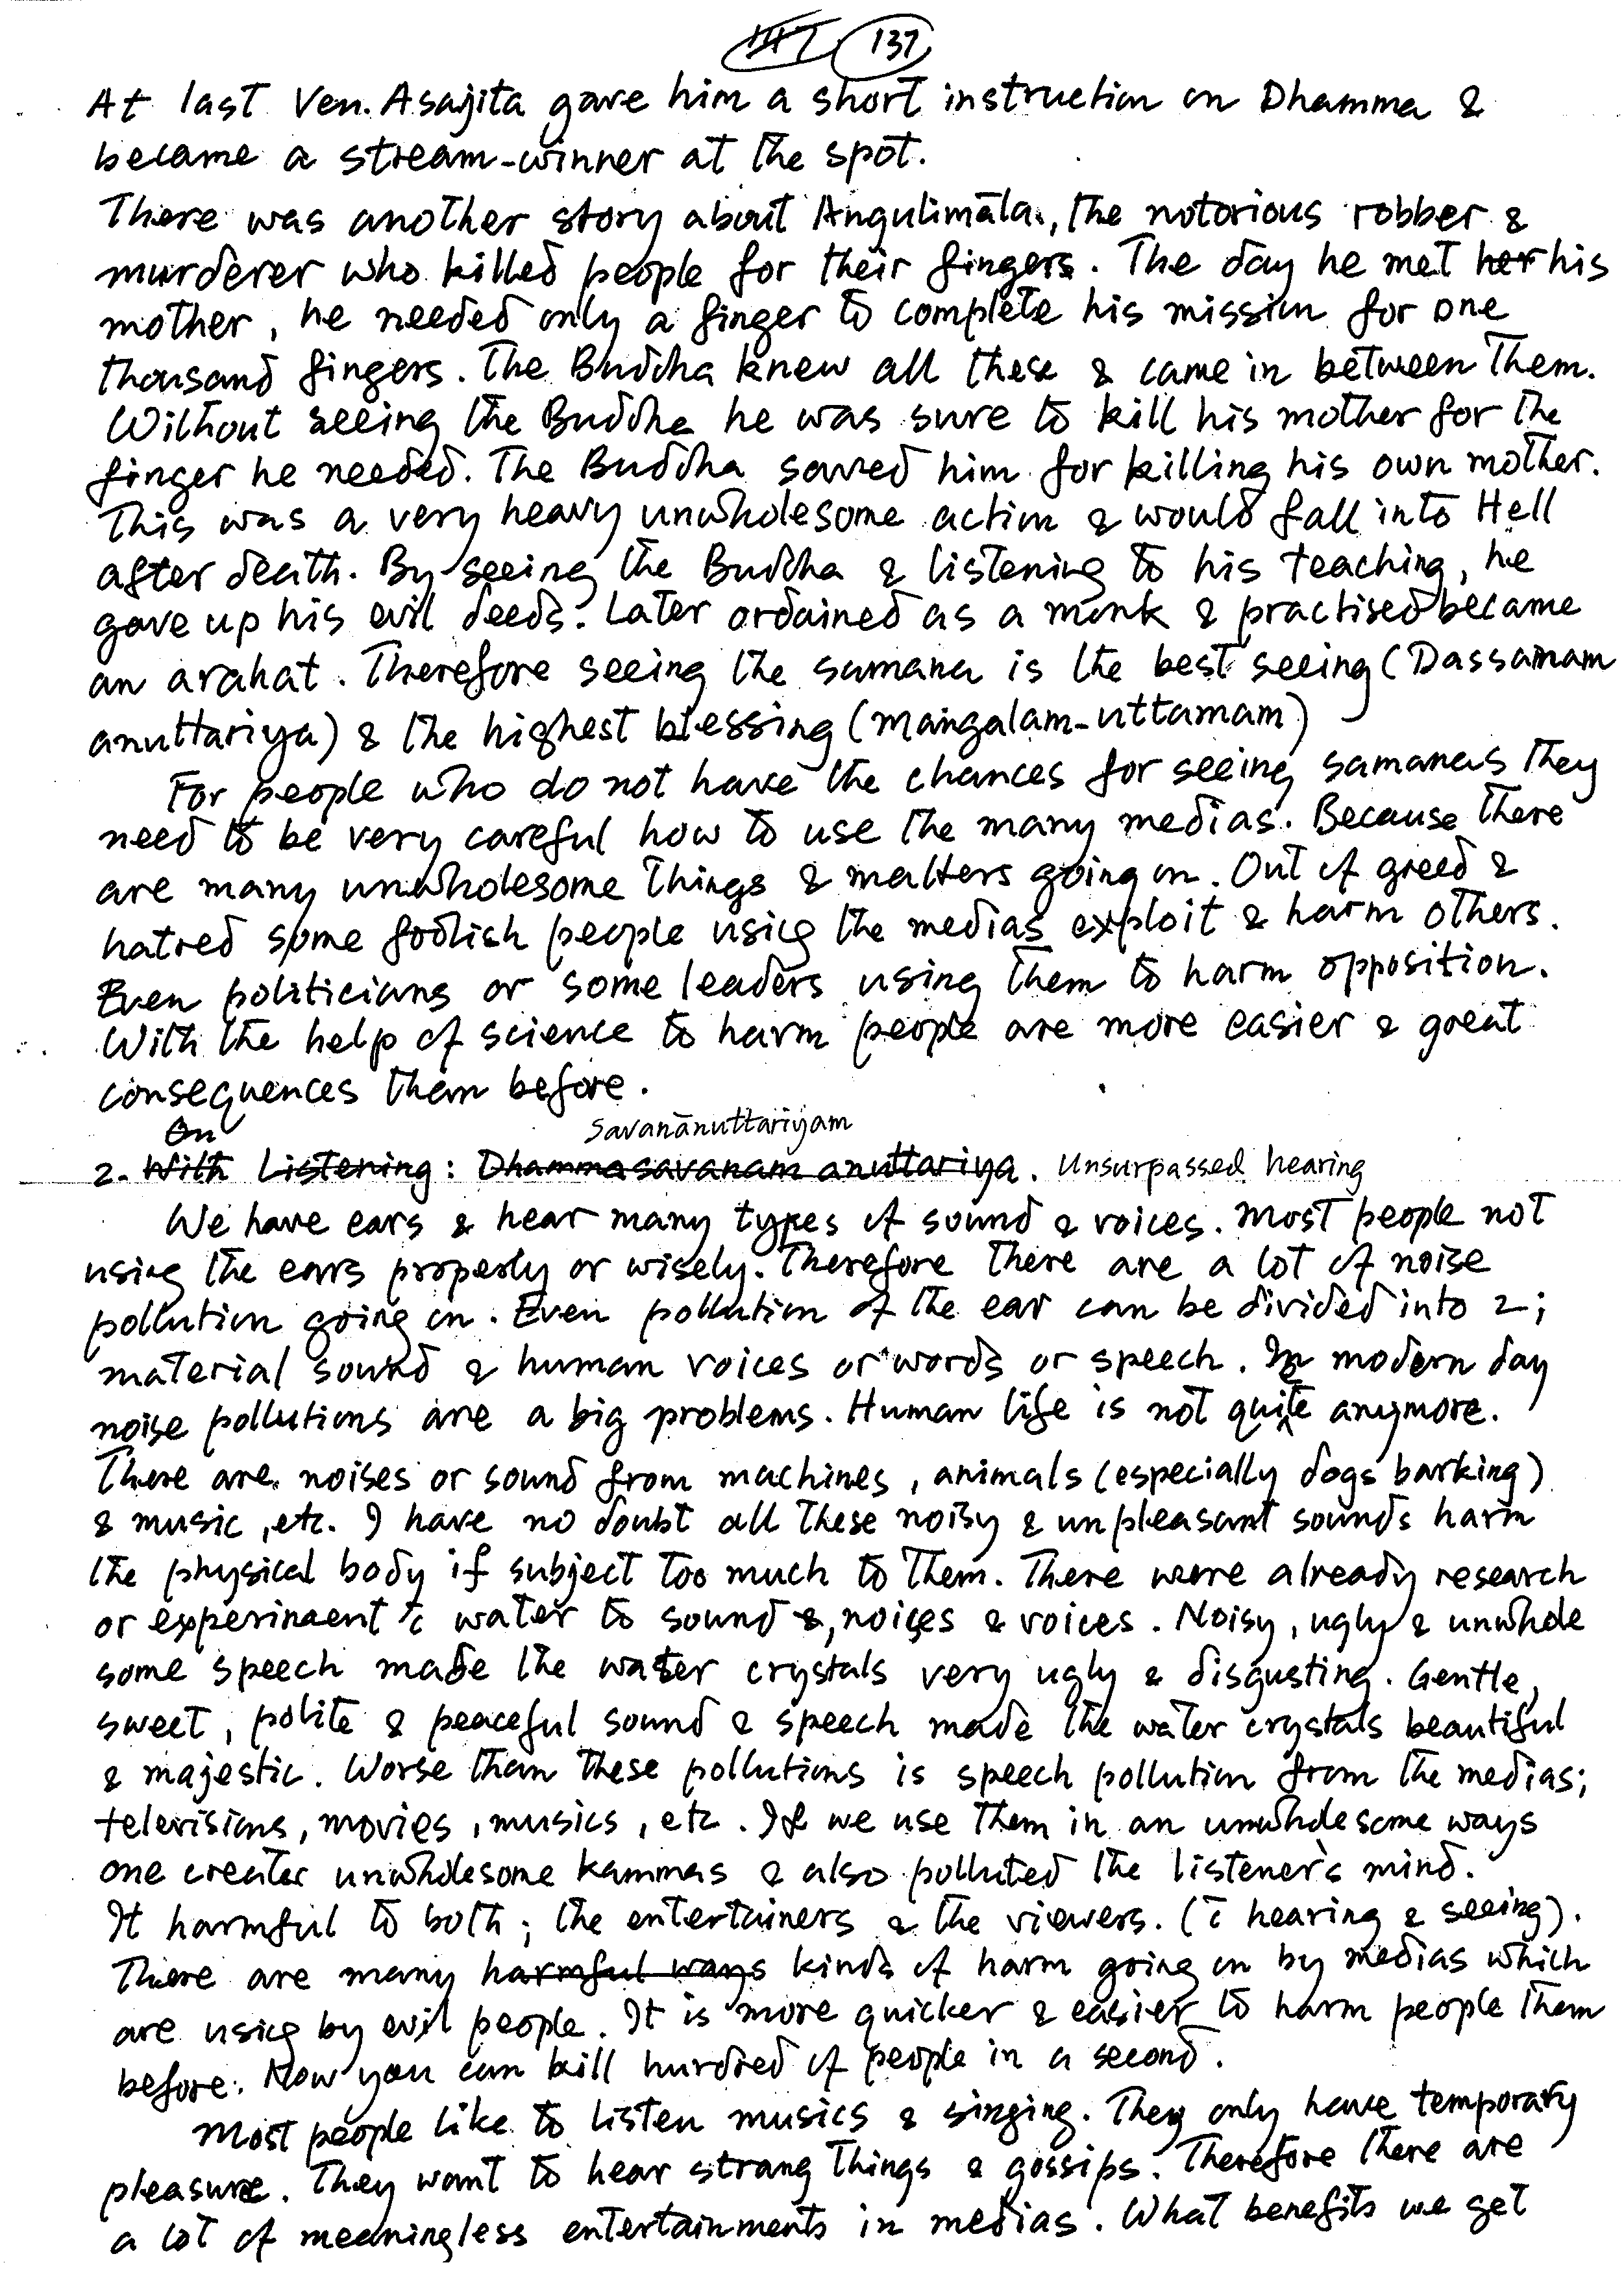 137
At last Ven. Asajita gave him a short instruction on Dhamma &
became a stream-winner at the spot.
There was another story about Angulimāla, the notorious robber &
murderer who killed people for their fingers. The day he met her his
mother, he needed only a finger to complete his mission for one
thousand fingers. The Buddha knew all these & came in between them.
Without seeing the Buddha he was sure to kill his mother for the
finger he needed. The Buddha saved him for killing his own mother.
This was a very heavy unwholesome action & would fall into Hell
after death. By seeing the Buddha & listening to his teaching, he
gave up his evil deeds. Later ordained as a monk & practised became
an arahat. Therefore seeing the samana is the best seeing (Dassanam
anuttariya) & the highest blessing (mangalam-uttamam)
For people who do not have the chances for seeing samanas they
need to be very careful how to use the many medias. Because there
are many unwholesome things & matters going on. Out of greed &
hatred some foolish people using the medias exploit & harm others.
Even politicians or some leaders using them to harm opposition.
With the help of science to harm people are more easier & great
consequences them before.
On Savanānuttariyam
2. With Listening: Dhammasavanam anuttariya. Unsurpassed hearing
We have ears & hear many types of sound & voices. Most people not
using the ears properly or wisely. Therefore there are a lot of noise
pollution going on. Even pollution of the ear can be divided into 2;
material sound & human voices or words or speech. In modern day
noise pollutions are a big problems. Human life is not quite anymore.
There are noises or sound from machines, animals (especially dogs barking)
& music, etc. I have no doubt all these noisy & unpleasant sounds harm
the physical body if subject too much to them. There were already research
or experiment c̄ water to sound &, noices & voices. Noisy, ugly & unwhole
some speech made the water crystals very ugly & disgusting. Gentle,
sweet, polite & peaceful sound & speech made the water crystals beautiful
& majestic. Worse than these pollutions is speech pollution from the medias;
televisions, movies, musics, etc. If we use them in an unwholesome ways
one creater unwholesome kammas & also polluted the listener's mind.
It harmful to both; the entertainers & the viewers. (c̄ hearing & seeing).
There are many harmful ways kinds of harm going on by medias which
are using by evil people. It is more quicker & easier to harm people them
before. Now you can kill hurdred of people in a second.
Most people like to listen musics & singing. They only have temporary
pleasure. They want to hear strang things & gossips. Therefore there are
a lot of meaningless entertainments in medias. What benefits we get